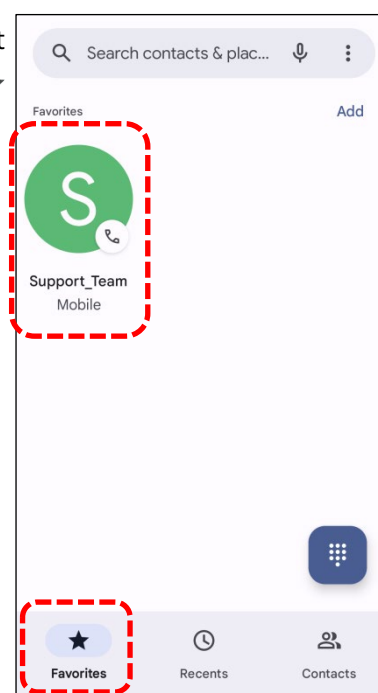 Search contacts & plac...
Favorites
Add
S
Support_Team
Mobile
Favorites
Recents
Contacts